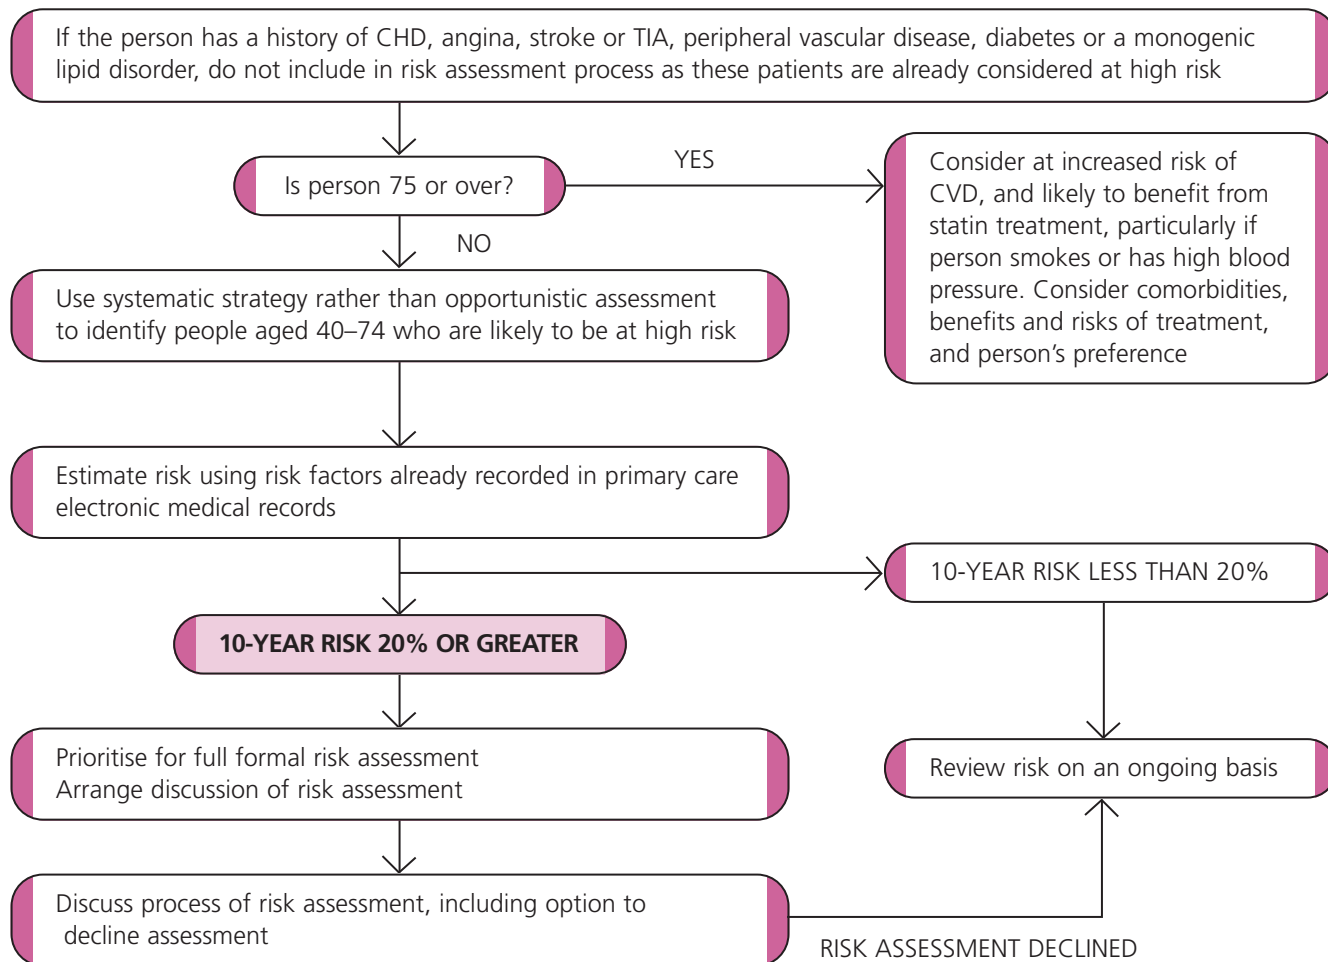 If the person has a history of CHD, angina, stroke or TIA, peripheral vascular disease, diabetes or a monogenic
lipid disorder, do not include in risk assessment process as these patients are already considered at high risk
Is person 75 or over?
YES
Consider at increased risk of
CVD, and likely to benefit from
statin treatment, particularly if
person smokes or has high blood
pressure. Consider comorbidities,
benefits and risks of treatment,
and person’s preference
NO
Use systematic strategy rather than opportunistic assessment
to identify people aged 40–74 who are likely to be at high risk
Estimate risk using risk factors already recorded in primary care
electronic medical records
10-YEAR RISK LESS THAN 20%
10-YEAR RISK 20% OR GREATER
Prioritise for full formal risk assessment
Arrange discussion of risk assessment
Review risk on an ongoing basis
Discuss process of risk assessment, including option to
decline assessment
RISK ASSESSMENT DECLINED